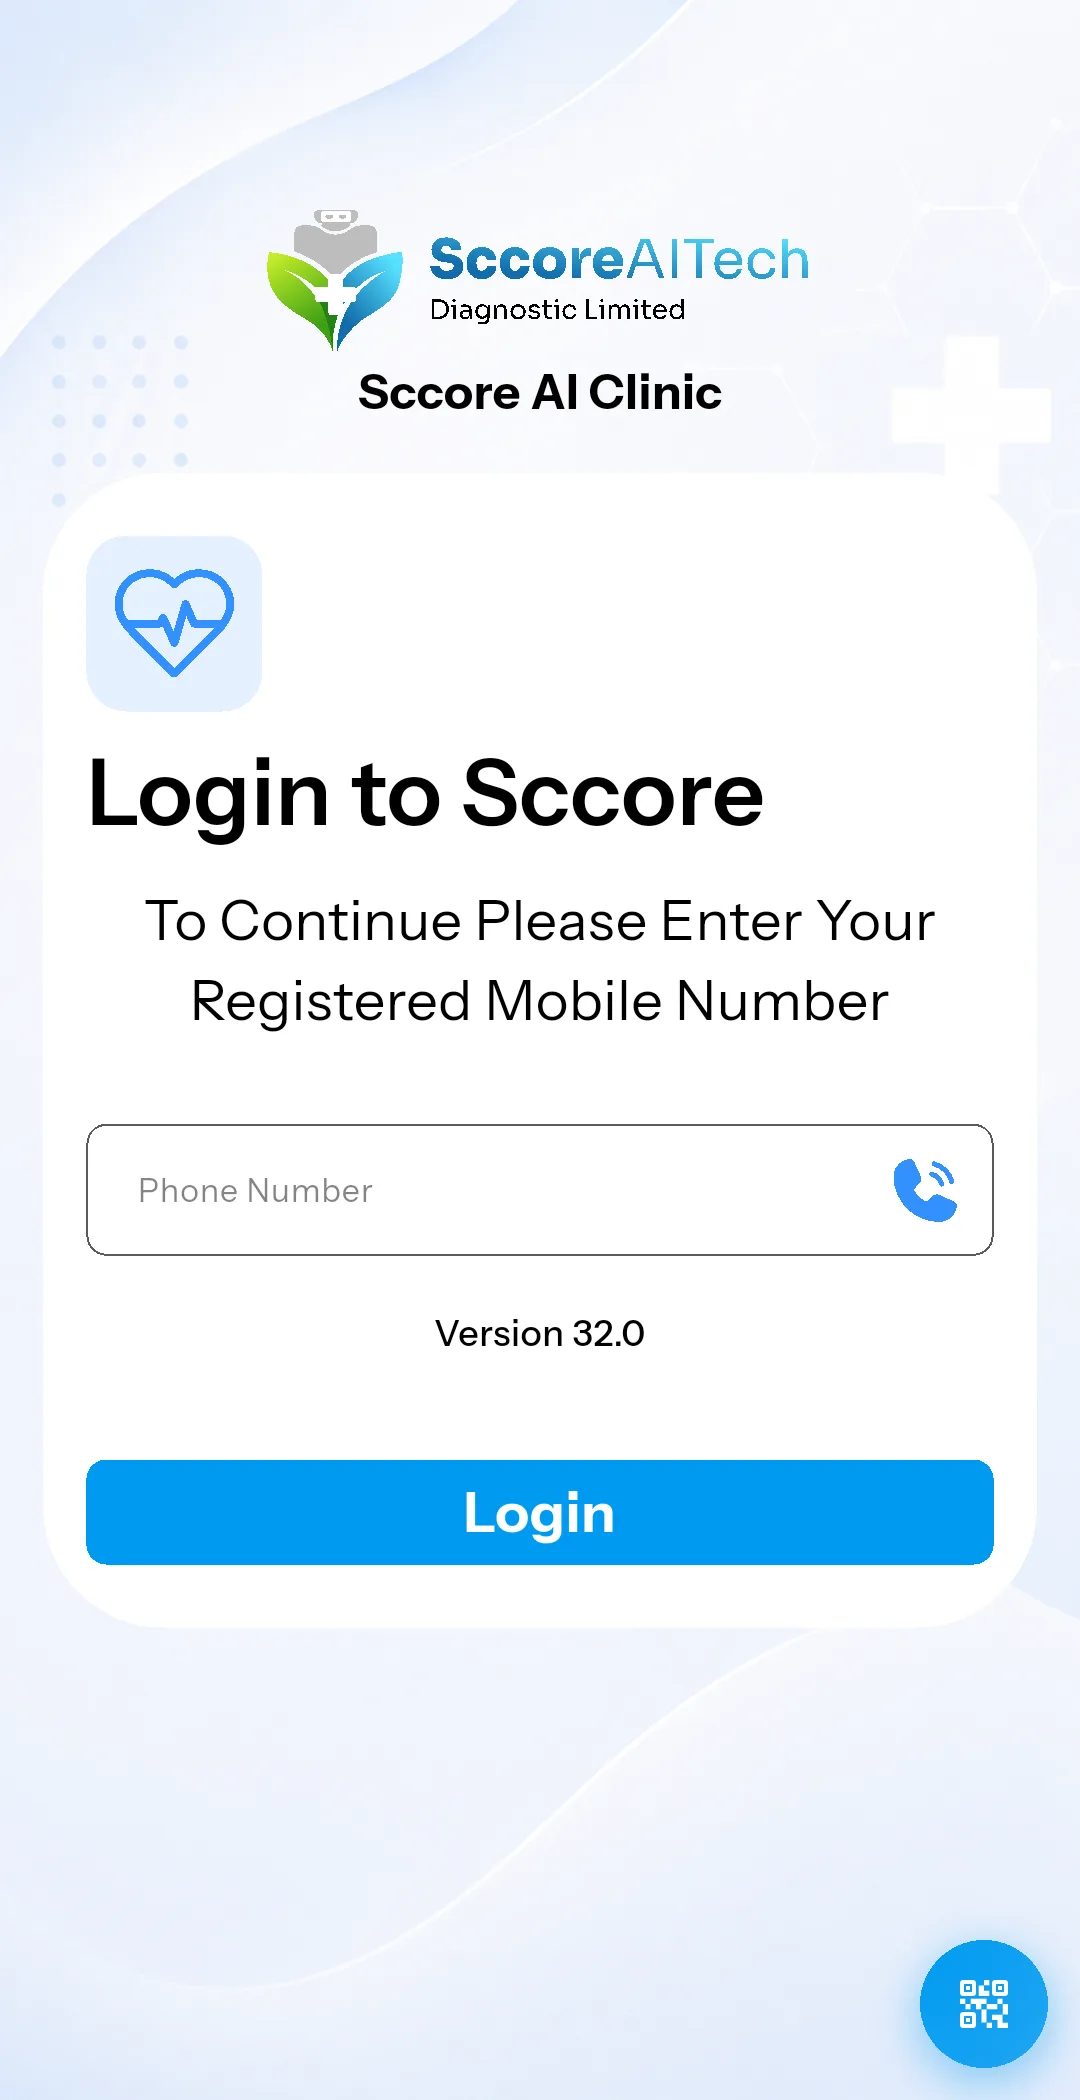 SccoreAITech
Diagnostic Limited
Sccore AI Clinic
Login to Sccore
To Continue Please Enter Your
Registered Mobile Number
Phone Number
Version 32.0
Login